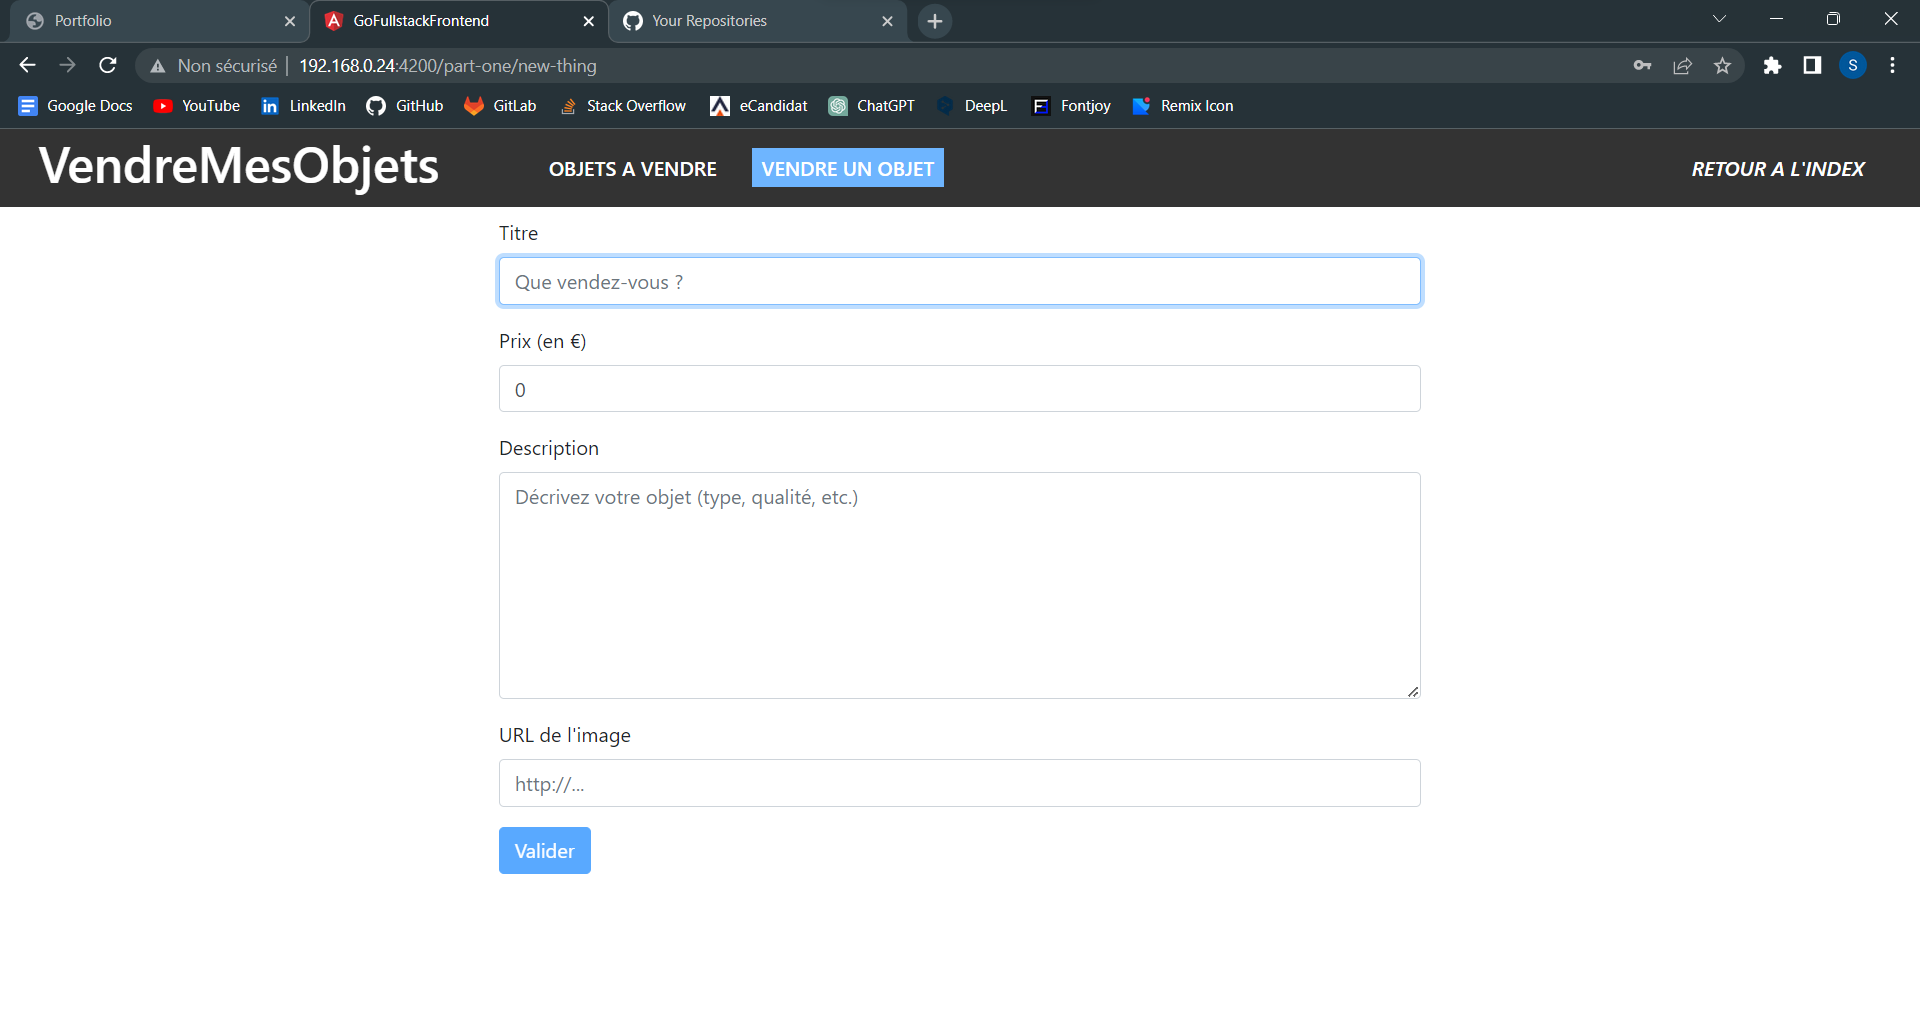 Portfolio
GoFullstackFrontend
Your Repositories
Non sécurisé
192.168.0.24:4200/part-one/new-thing
S
Google Docs
YouTube
LinkedIn
GitHub
GitLab
Stack Overflow
eCandidat
ChatGPT
DeepL
Fontjoy
Remix Icon
VendreMesObjets
OBJETS A VENDRE
VENDRE UN OBJET
RETOUR A L'INDEX
Titre
Que vendez-vous ?
Prix (en €)
0
Description
Décrivez votre objet (type, qualité, etc.)
URL de l'image
http://...
Valider